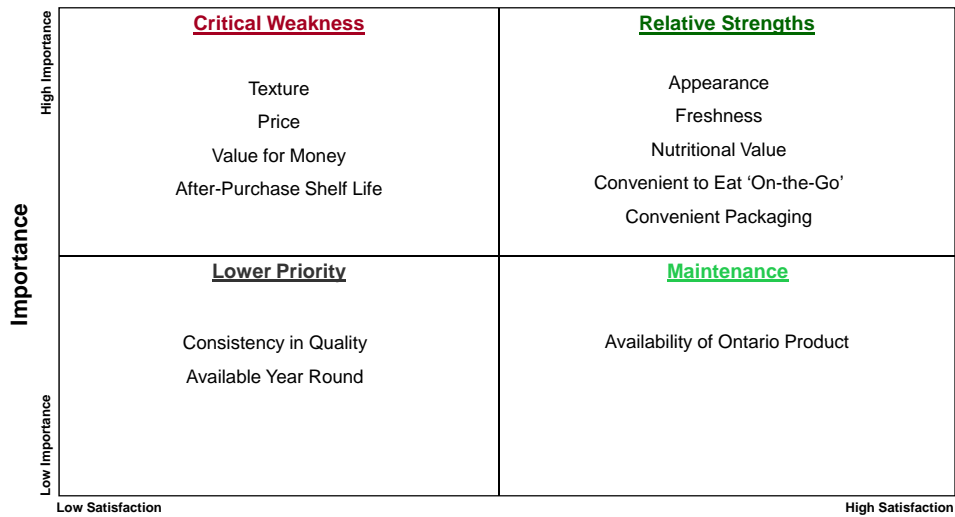 High Importance
Critical Weakness
Texture
Price
Value for Money
After-Purchase Shelf Life
Relative Strengths
Appearance
Freshness
Nutritional Value
Convenient to Eat ‘On-the-Go’
Convenient Packaging
Importance
Lower Priority
Consistency in Quality
Available Year Round
Maintenance
Availability of Ontario Product
Low Importance
Low Satisfaction
High Satisfaction